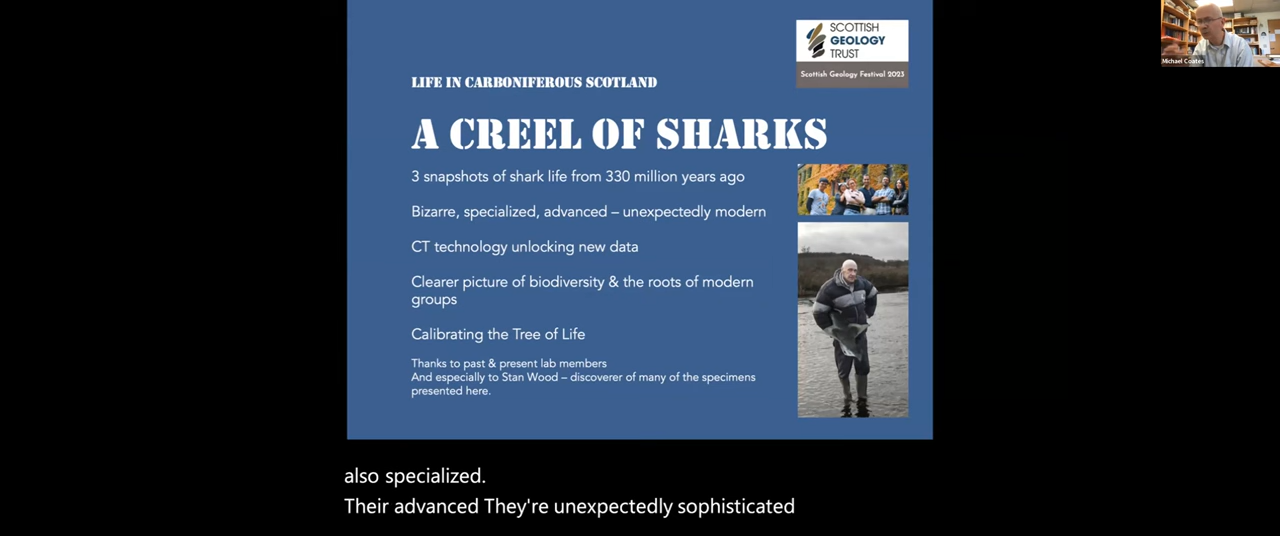 SCOTTISH
GEOLOGY
TRUST
Scottish Geology Festival 2023
Michael Coates
LIFE IN CARBONIFEROUS SCOTLAND
A CREEL OF SHARKS
3 snapshots of shark life from 330 million years ago
Bizarre, specialized, advanced – unexpectedly modern
CT technology unlocking new data
Clearer picture of biodiversity & the roots of modern
groups
Calibrating the Tree of Life
Thanks to past & present lab members
And especially to Stan Wood – discoverer of many of the specimens
presented here.
also specialized.
Their advanced They're unexpectedly sophisticated